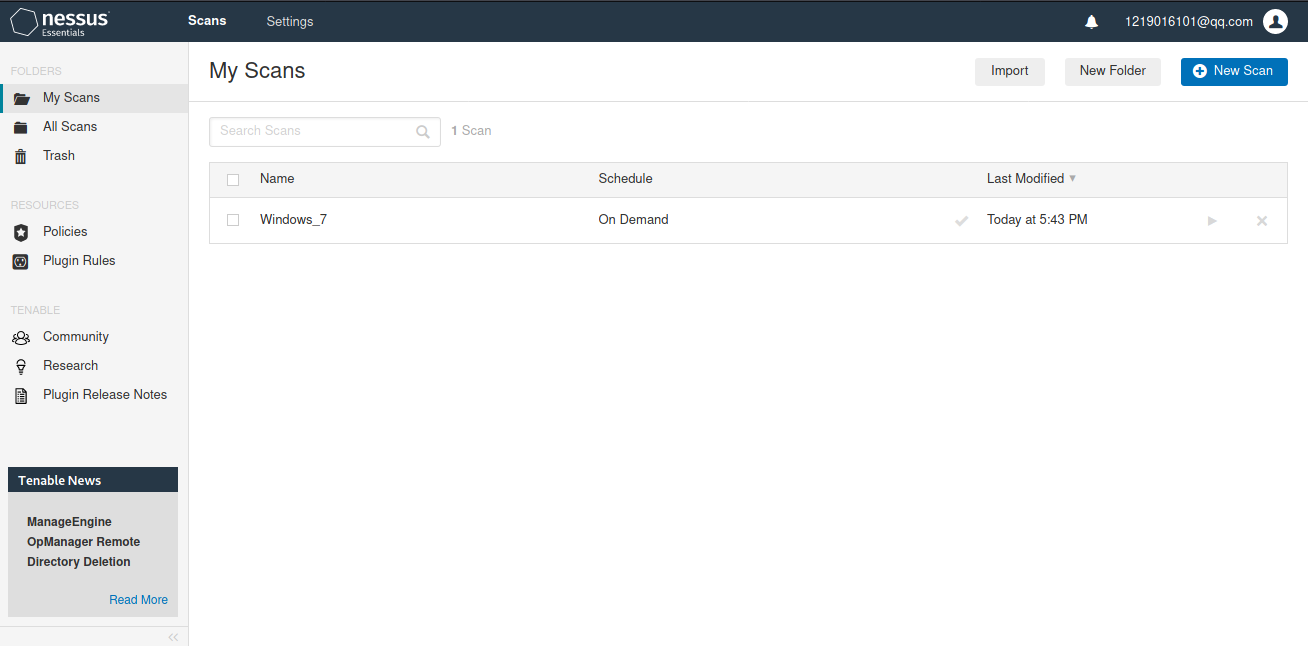 nessus
Essentials
Scans
Settings
1219016101@qq.com
FOLDERS
My Scans
All Scans
Trash
RESOURCES
Policies
Plugin Rules
TENABLE
Community
Research
Plugin Release Notes
Tenable News
ManageEngine
OpManager Remote
Directory Deletion
Read More
My Scans
Import
New Folder
New Scan
Search Scans
1 Scan
Name Schedule Last Modified
Windows_7 On Demand Today at 5:43 PM